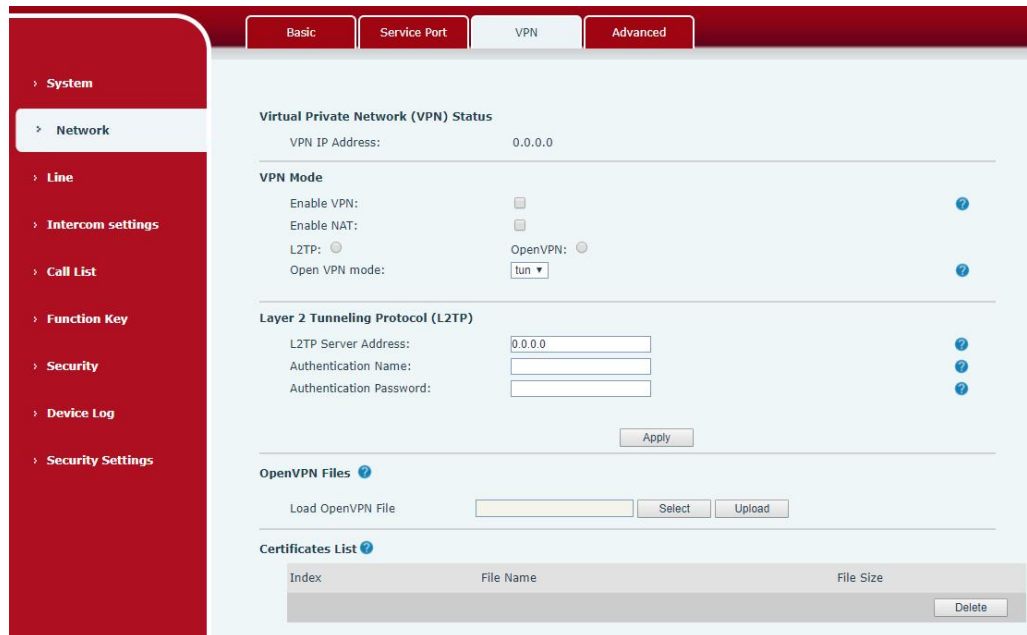 Basic Service Port VPN Advanced
System
Network
Line
Intercom settings
Call List
Function Key
Security
Device Log
Security Settings
Virtual Private Network (VPN) Status
VPN IP Address: 0.0.0.0
VPN Mode
Enable VPN:
Enable NAT:
L2TP: OpenVPN:
Open VPN mode: tun
Layer 2 Tunneling Protocol (L2TP)
L2TP Server Address: 0.0.0.0
Authentication Name:
Authentication Password:
Apply
OpenVPN Files
Load OpenVPN File Select Upload
Certificates List
Index File Name File Size
Delete